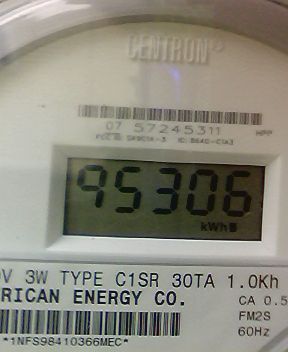 CENTRON®
07 57245311 HPP
95306
kWh
V 3W TYPE C1SR 30TA 1.0Kh
RICAN ENERGY CO. CA 0.5
FM2S
60Hz
*1NFS98410366MEC*